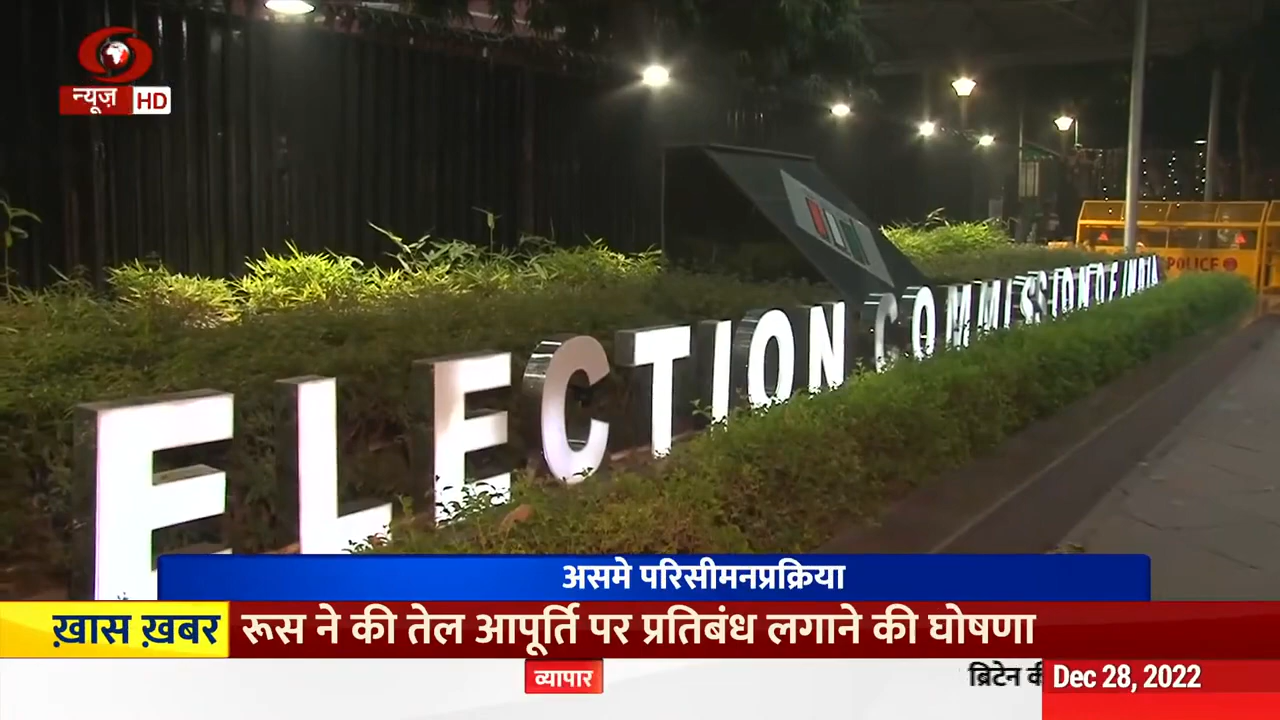 न्यूज़ HD
ELECTION COMMISSION OF INDIA
POLICE
असमे परिसीमनप्रक्रिया
ख़ास ख़बर रूस ने की तेल आपूर्ति पर प्रतिबंध लगाने की घोषणा
व्यापार ब्रिटेन Dec 28, 2022